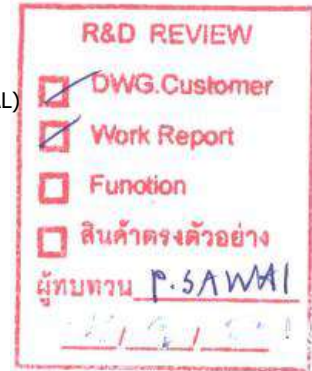 R&D REVIEW
L)
DWG.Customer
Work Report
Function
สินค้าตรงตัวอย่าง
ผู้ทบทวน P.SAWAI